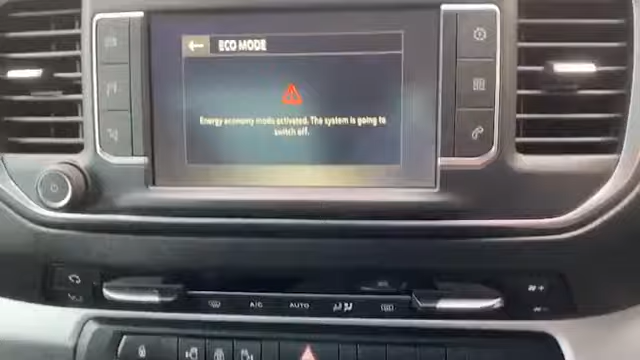 ECO MODE
Energy economy mode activated. The system is going to
switch off.
A/C
AUTO